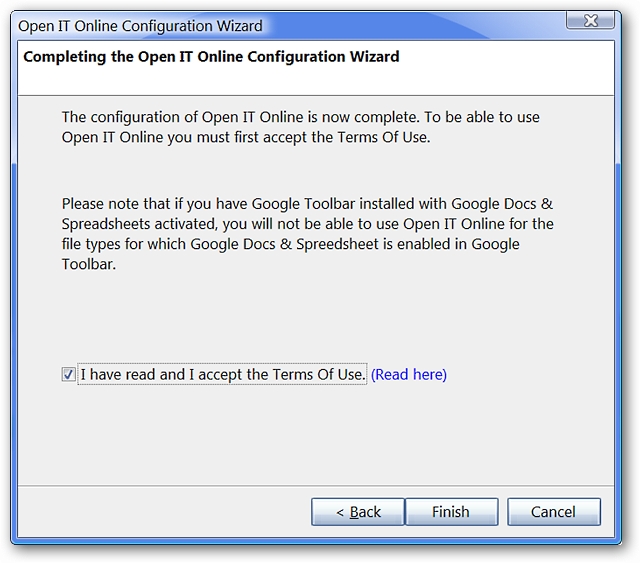 Open IT Online Configuration Wizard
Completing the Open IT Online Configuration Wizard
The configuration of Open IT Online is now complete. To be able to use
Open IT Online you must first accept the Terms Of Use.
Please note that if you have Google Toolbar installed with Google Docs &
Spreadsheets activated, you will not be able to use Open IT Online for the
file types for which Google Docs & Spreedsheet is enabled in Google
Toolbar.
I have read and I accept the Terms Of Use. (Read here)
< Back Finish Cancel